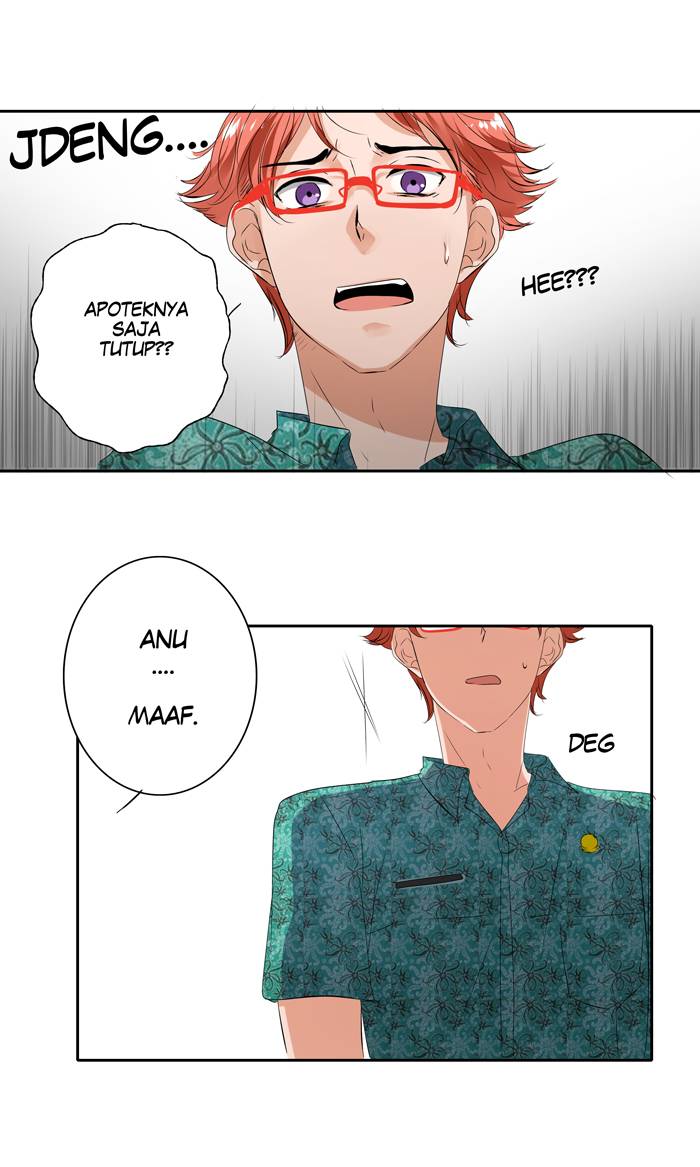 JDENG....
APOTEKNYA
SAJA
TUTUP??
HEE???
ANU
....
MAAF.
DEG